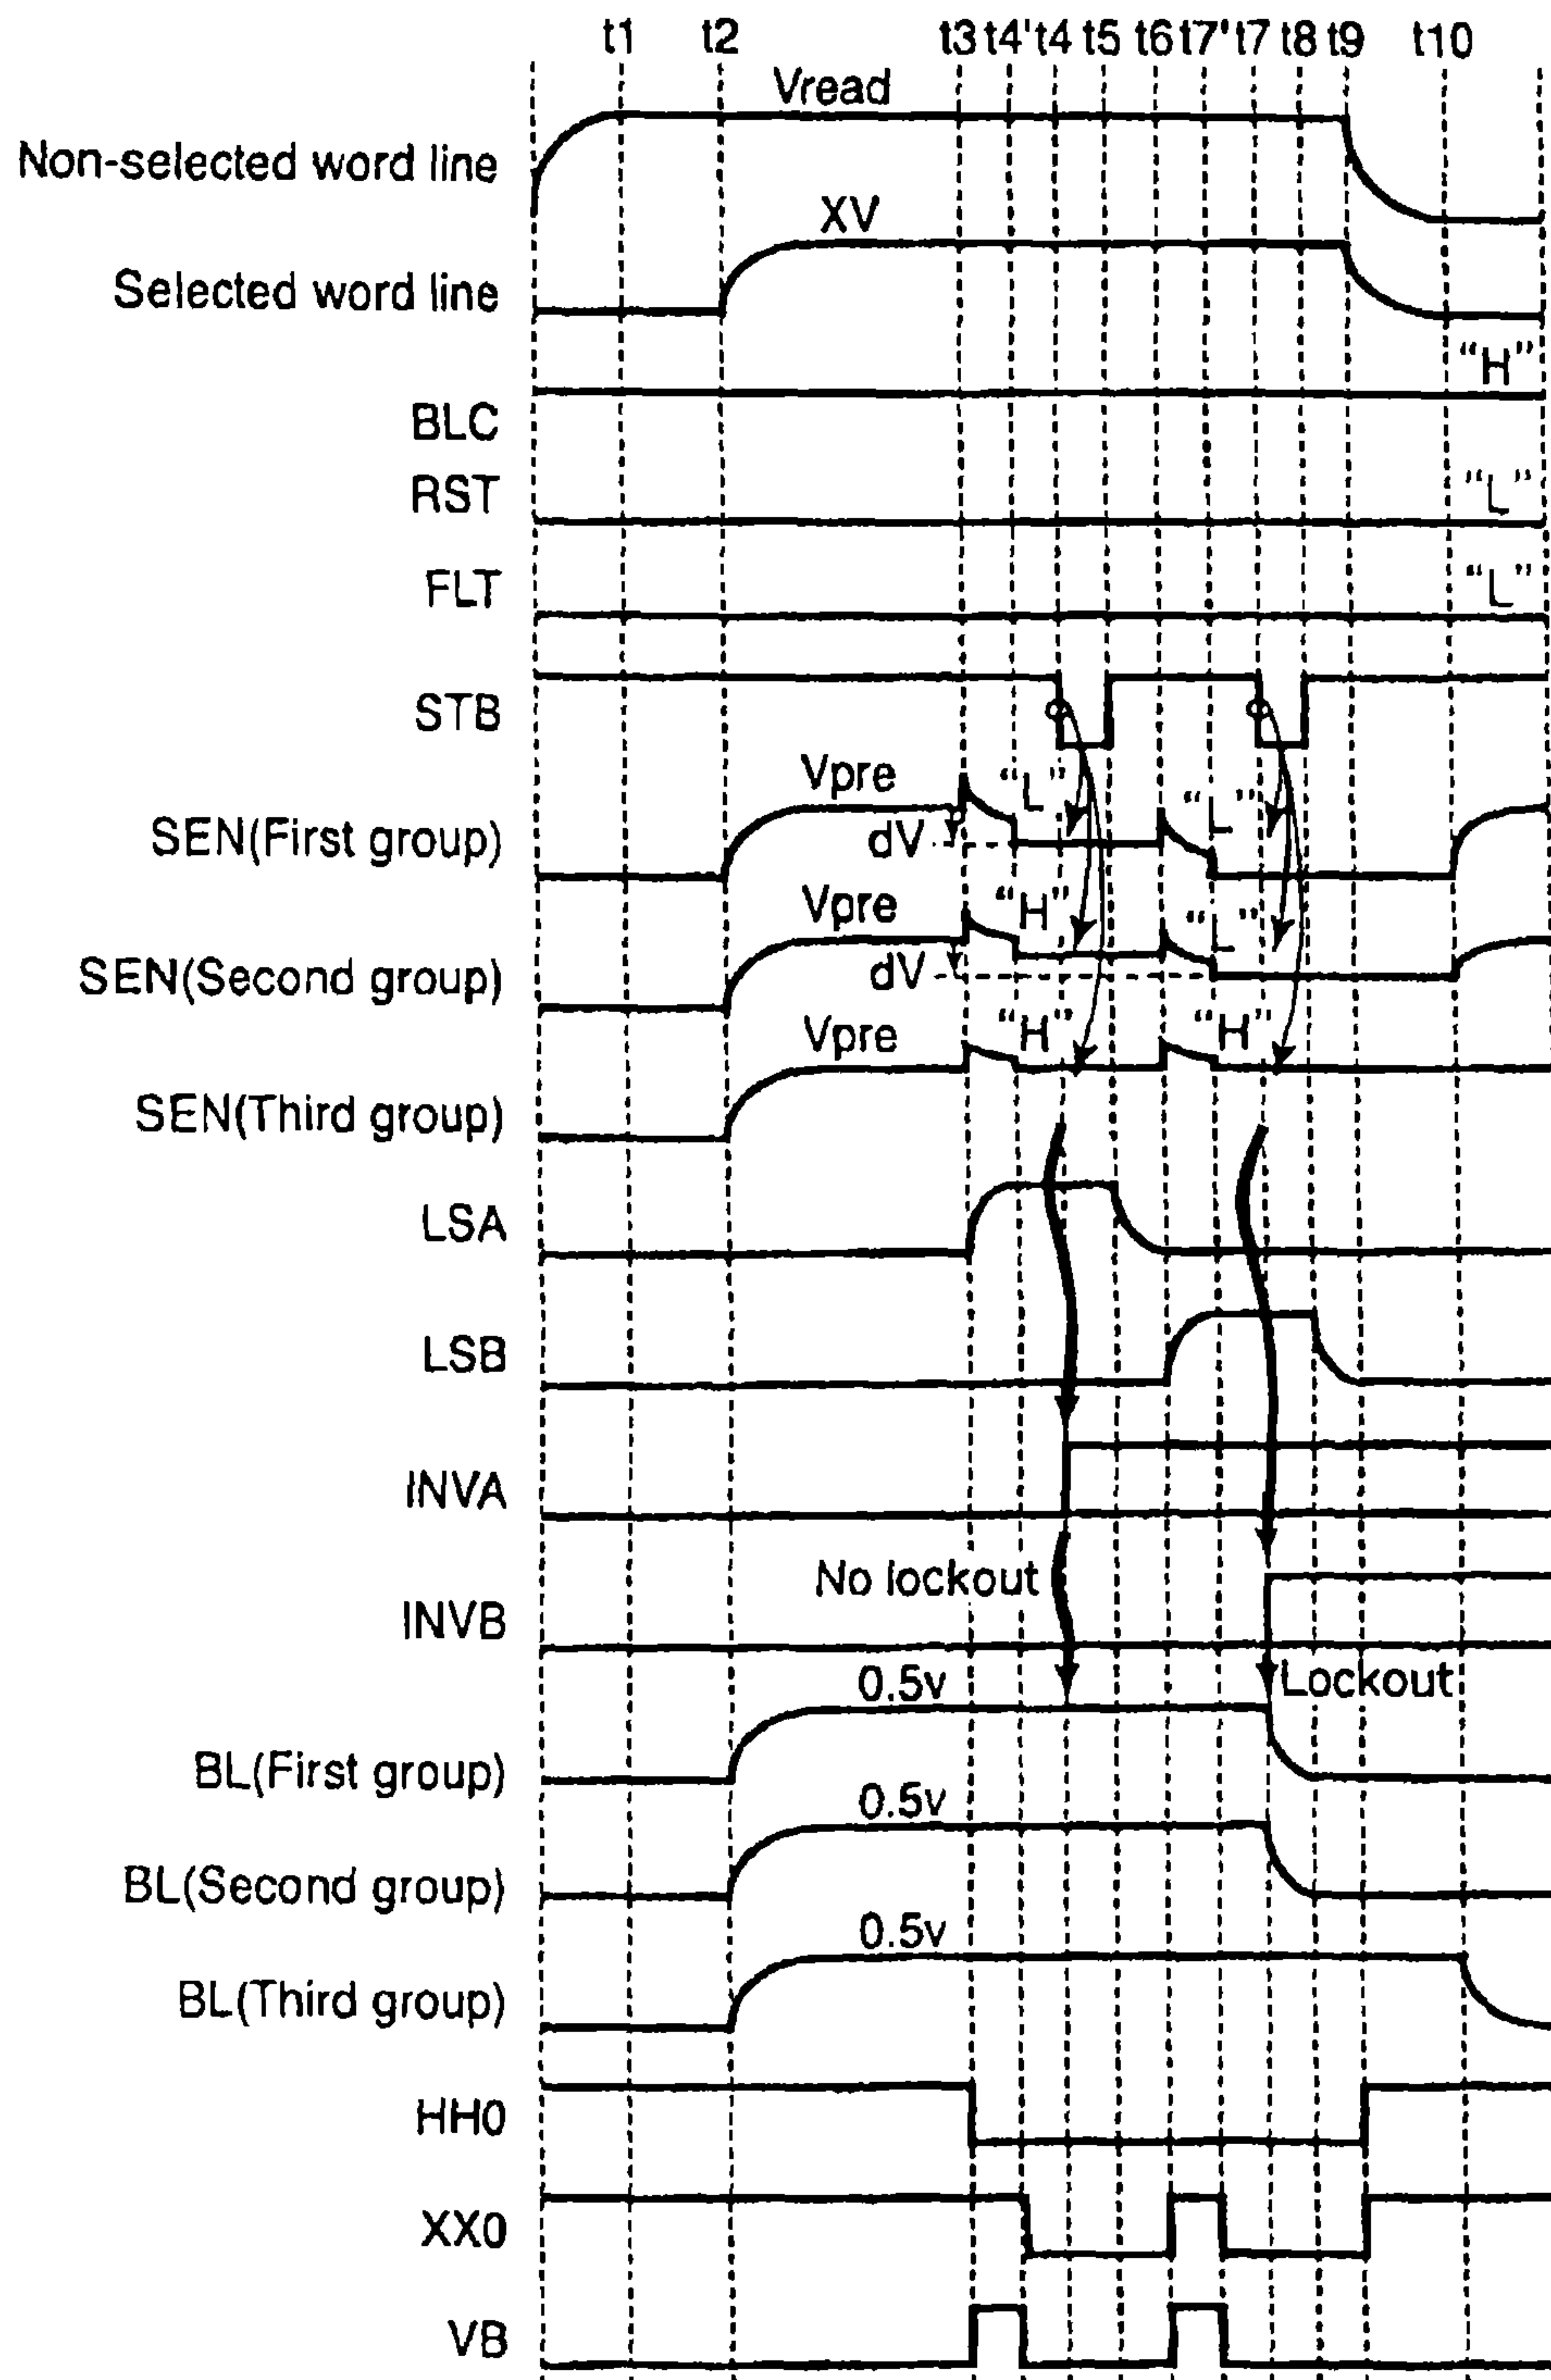 t1 t2 t3 t4' t4 t5 t6 t7' t7 t8 t9 t10
Vread
Non-selected word line
XV
Selected word line
"H"
BLC
RST "L"
FLT "L"
STB
Vpre "L" "L"
SEN(First group) dV
Vpre "H" "L"
SEN(Second group) dV
Vpre "H" "H"
SEN(Third group)
LSA
LSB
INVA
No lockout
INVB
0.5v Lockout
BL(First group)
0.5v
BL(Second group)
0.5v
BL(Third group)
HH0
XX0
VB